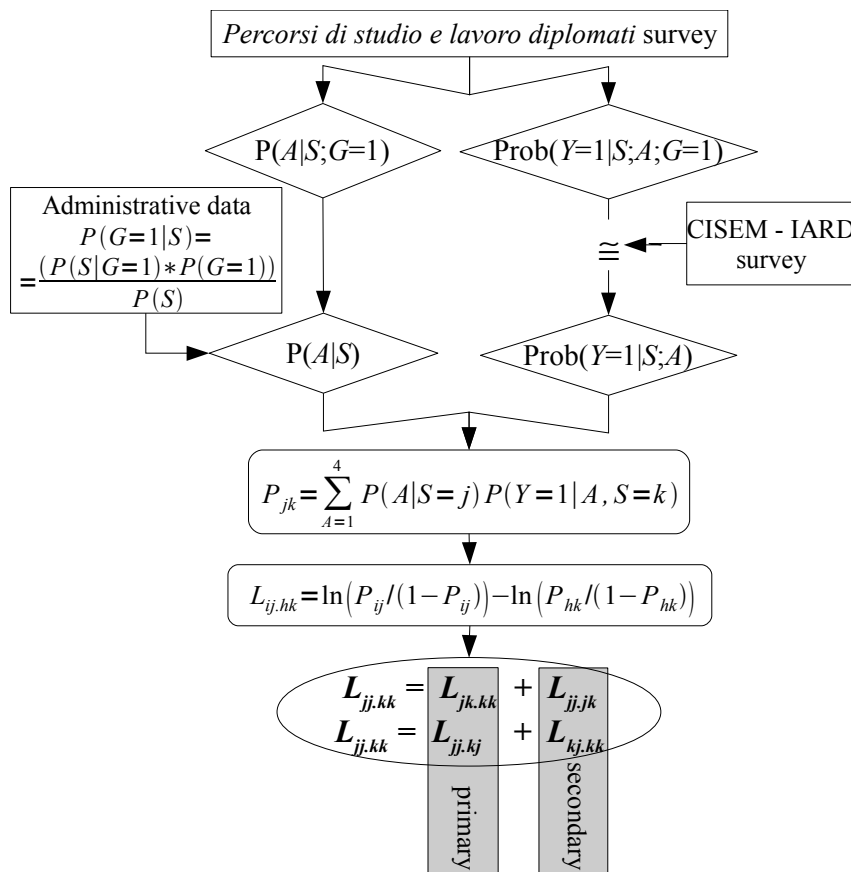 Percorsi di studio e lavoro diplomati survey
P(A|S;G=1)
Prob(Y=1|S;A;G=1)
Administrative data
P(G=1|S)=
=(P(S|G=1)*P(G=1))
P(S)
≅
CISEM - IARD
survey
P(A|S)
Prob(Y=1|S;A)
P_jk = ∑_{A=1}^{4} P(A|S=j) P(Y=1|A, S=k)
L_ij.hk = ln(P_ij/(1−P_ij))−ln(P_hk/(1−P_hk))
L_jj.kk = L_jk.kk + L_jj.jk
L_jj.kk = L_jj.kj + L_kj.kk
primary
secondary